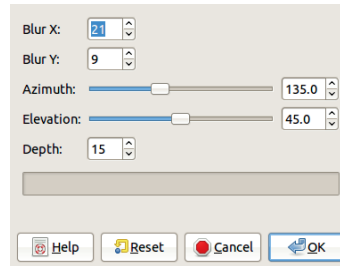 Blur X: 21
Blur Y: 9
Azimuth: 135.0
Elevation: 45.0
Depth: 15
Help Reset Cancel OK